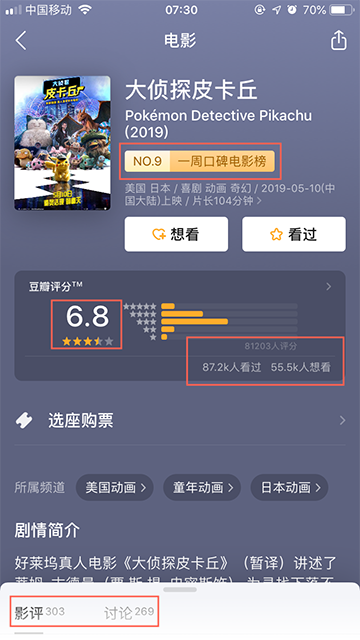 中国移动
07:30
70%
电影
大侦探
皮卡丘
大侦探皮卡丘
Pokémon Detective Pikachu
(2019)
NO.9 一周口碑电影榜
美国 日本 / 喜剧 动画 奇幻 / 2019-05-10(中
国大陆)上映 / 片长104分钟 >
想看
看过
豆瓣评分™
6.8
81203人评分
87.2k人看过 55.5k人想看
选座购票
所属频道 美国动画 > 童年动画 > 日本动画 >
剧情简介
好莱坞真人电影《大侦探皮卡丘》（暂译）讲述了
影评 303 讨论 269